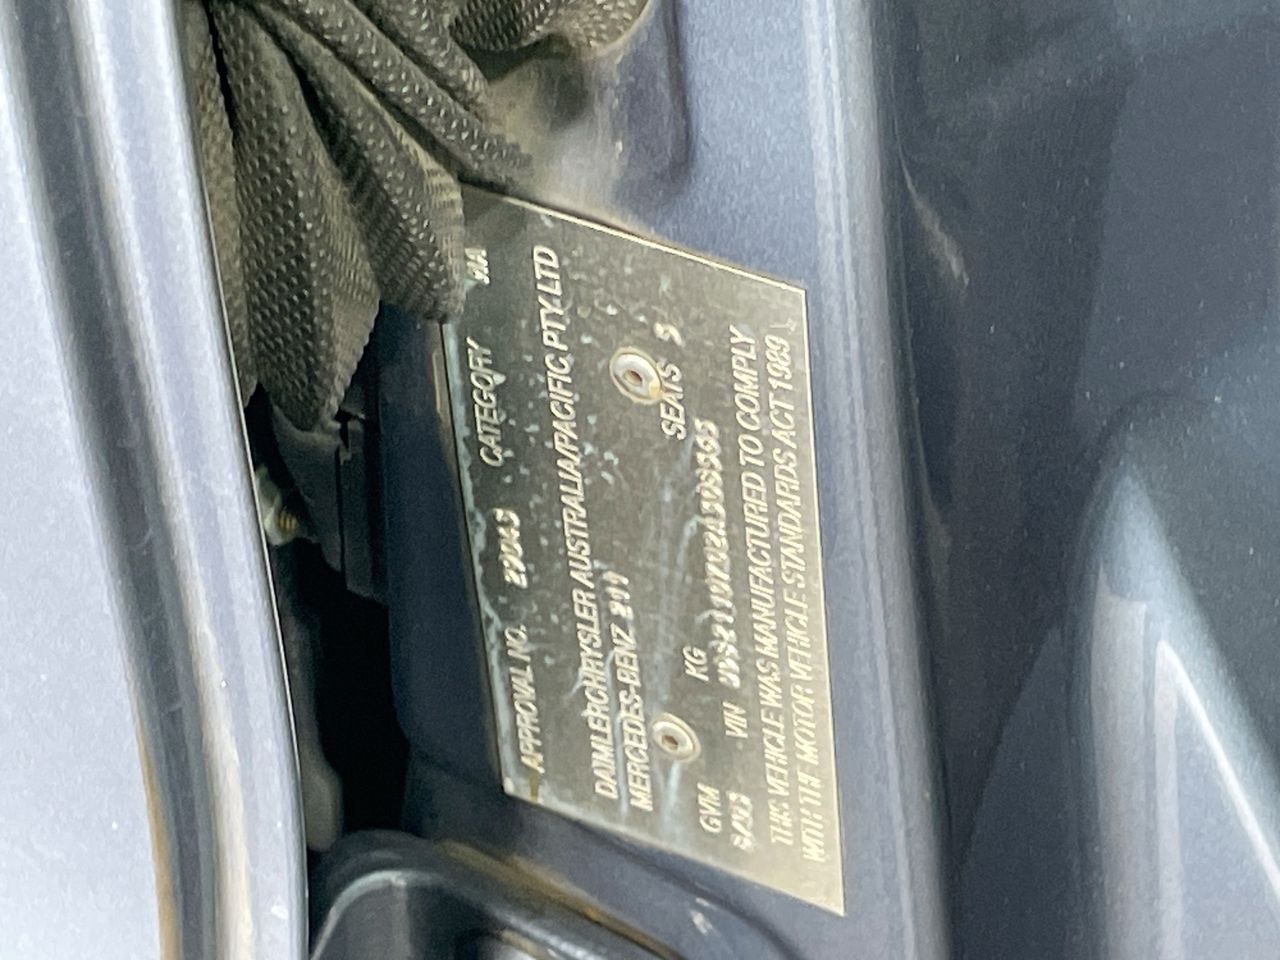 APPROVAL NO. 29043 CATEGORY MA
DAIMLERCHRYSLER AUSTRALIA/PACIFIC PTY. LTD
MERCEDES-BENZ 211
GVM KG SEATS 5
VIN
THIS VEHICLE WAS MANUFACTURED TO COMPLY
WITH THE MOTOR VEHICLE STANDARDS ACT 1989